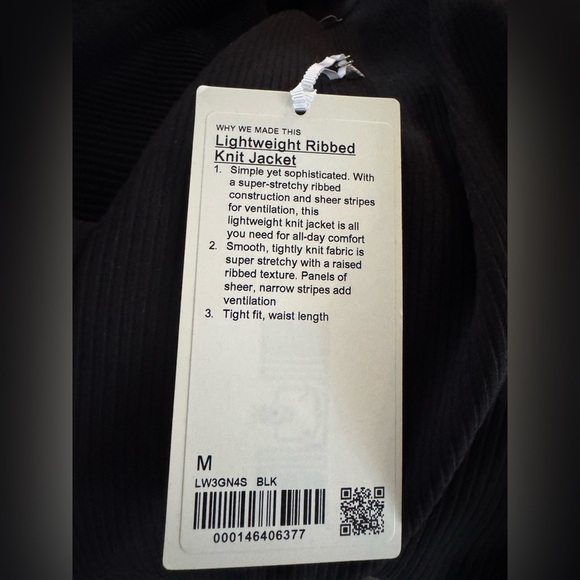 WHY WE MADE THIS
Lightweight Ribbed
Knit Jacket
1. Simple yet sophisticated. With
a super-stretchy ribbed
construction and sheer stripes
for ventilation, this
lightweight knit jacket is all
you need for all-day comfort
2. Smooth, tightly knit fabric is
super stretchy with a raised
ribbed texture. Panels of
sheer, narrow stripes add
ventilation
3. Tight fit, waist length
M
LW3GN4S BLK
000146406377